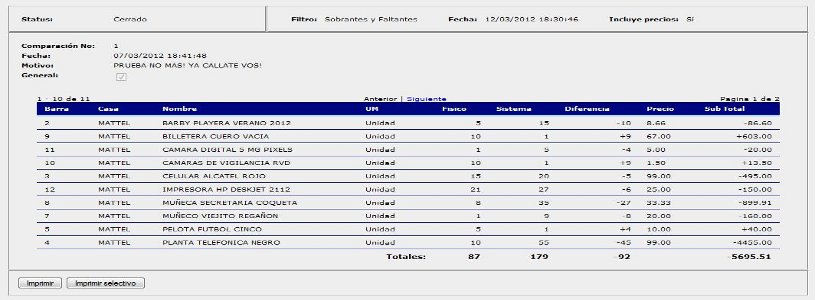 Status: Cerrado Filtro: Sobrantes y Faltantes Fecha: 12/03/2012 18:30:46 Incluye precios: Si
Comparación No: 1
Fecha: 07/03/2012 18:41:48
Motivo: PRUEBA NO MAS! YA CALLATE VOS!
General:
1 - 10 de 11 Anterior | Siguiente Pagina 1 de 2
Barra Casa Nombre UM Fisico Sistema Diferencia Precio Sub Total
2 MATTEL BARBY PLAYERA VERANO 2012 Unidad 5 15 -10 8.66 -86.60
9 MATTEL BILLETERA CUERO VACIA Unidad 10 1 +9 67.00 +603.00
11 MATTEL CAMARA DIGITAL 5 MG PIXELS Unidad 1 5 -4 5.00 -20.00
10 MATTEL CAMARAS DE VIGILANCIA RVD Unidad 10 1 +9 1.50 +13.50
3 MATTEL CELULAR ALCATEL ROJO Unidad 15 20 -5 99.00 -495.00
12 MATTEL IMPRESORA HP DESKJET 2112 Unidad 21 27 -6 25.00 -150.00
8 MATTEL MUÑECA SECRETARIA COQUETA Unidad 8 35 -27 33.33 -899.91
7 MATTEL MUÑECO VIEJITO REGAÑON Unidad 1 9 -8 20.00 -160.00
5 MATTEL PELOTA FUTBOL CINCO Unidad 5 1 +4 10.00 +40.00
4 MATTEL PLANTA TELEFONICA NEGRO Unidad 10 55 -45 99.00 -4455.00
Totales: 87 179 -92 -5695.51
Imprimir Imprimir selectivo